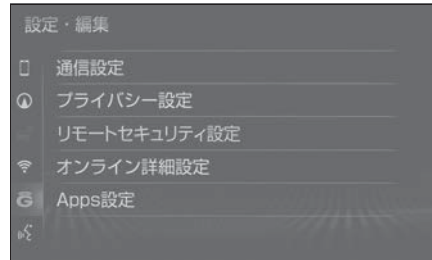 設定・編集
通信設定
プライバシー設定
リモートセキュリティ設定
オンライン詳細設定
Apps設定